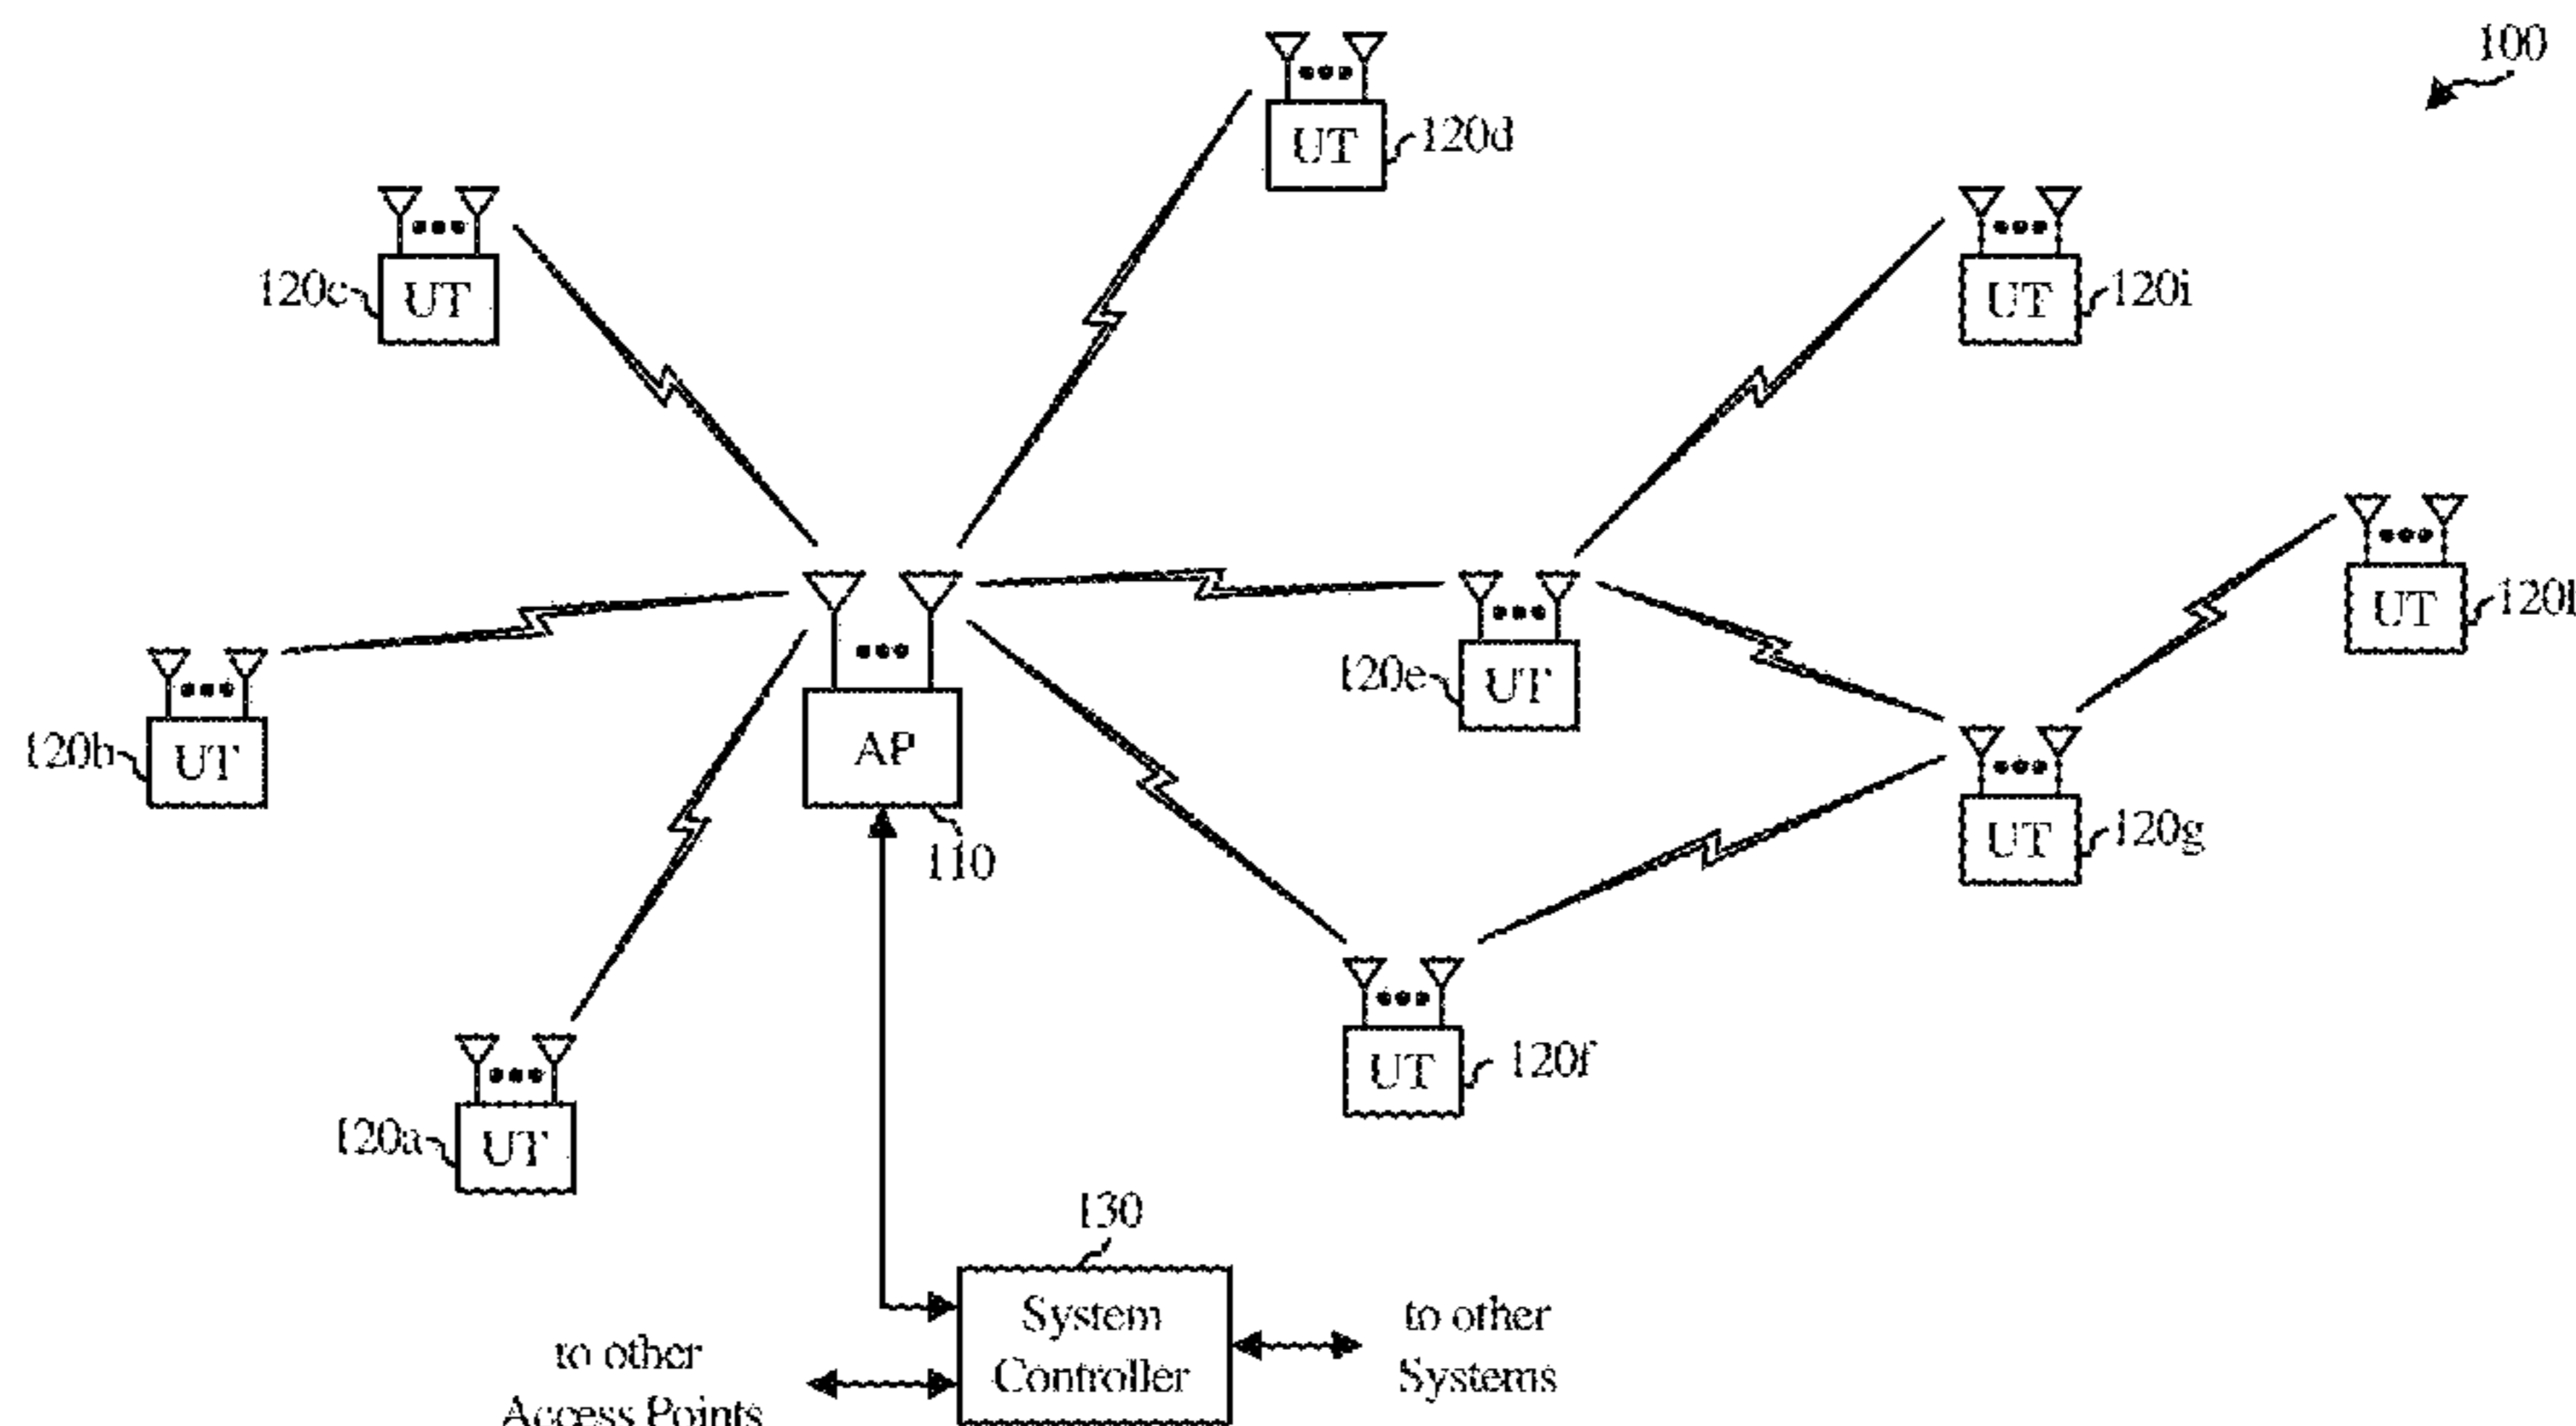 100
UT
120d
UT
120c
UT
120i
UT
UT
120e
UT
120b
AP
110
UT
120g
UT
120f
UT
120a
130
System
Controller
to other
Systems
to other
Access Points